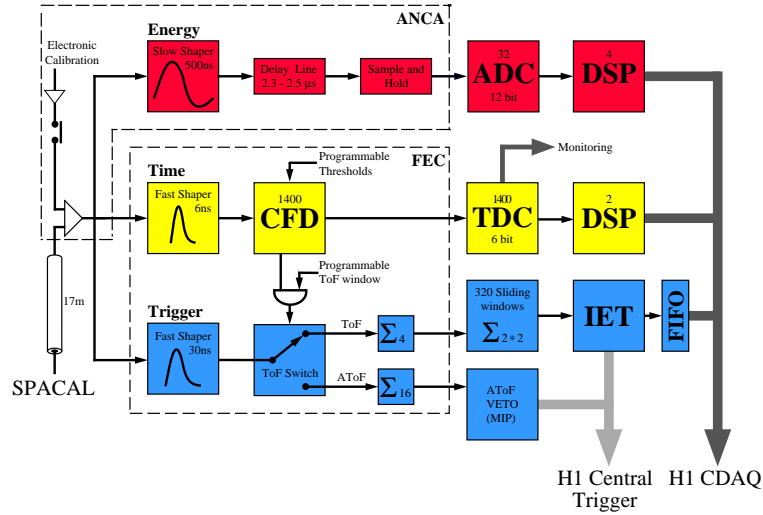 ANCA
Electronic
Calibration
Energy
Slow Shaper
500ns
Delay Line
2.3 - 2.5 µs
Sample and
Hold
32
ADC
12 bit
4
DSP
FEC
Time
Fast Shaper
6ns
Programmable
Thresholds
1400
CFD
Monitoring
1400
TDC
6 bit
2
DSP
17m
SPACAL
Programmable
ToF window
Trigger
Fast Shaper
30ns
ToF Switch
ToF
AToF
Σ 4
Σ 16
320 Sliding
windows
Σ 2 * 2
IET
FIFO
AToF
VETO
(MIP)
H1 Central
Trigger
H1 CDAQ